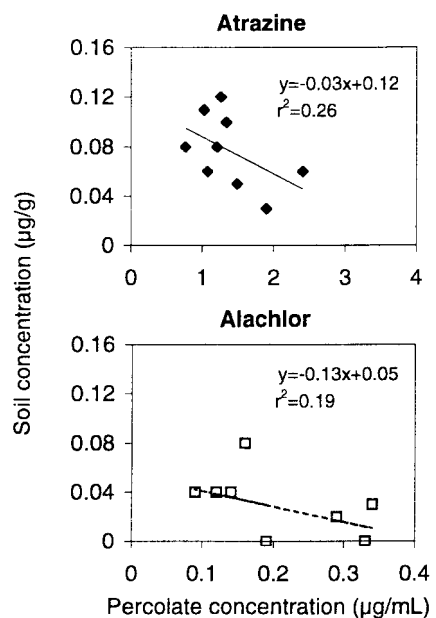 Atrazine
0.16
0.12
0.08
0.04
0
y=-0.03x+0.12
r²=0.26
0 1 2 3 4
Soil concentration (µg/g)
Alachlor
0.16
0.12
0.08
0.04
0
y=-0.13x+0.05
r²=0.19
0 0.1 0.2 0.3 0.4
Percolate concentration (µg/mL)